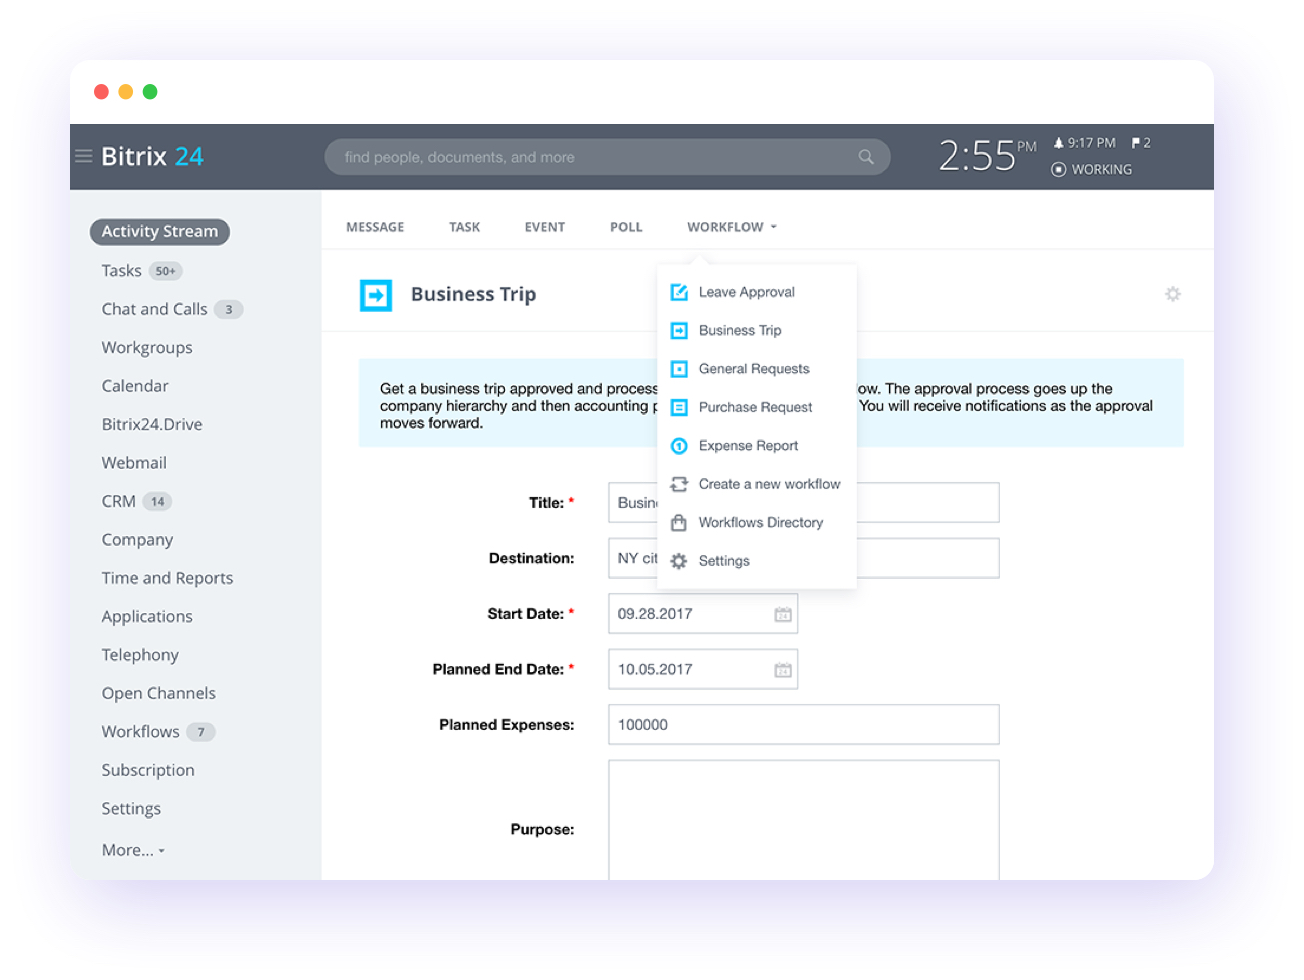 Bitrix 24
find people, documents, and more
2:55 PM
9:17 PM
2
WORKING
Activity Stream
Tasks 50+
Chat and Calls 3
Workgroups
Calendar
Bitrix24.Drive
Webmail
CRM 14
Company
Time and Reports
Applications
Telephony
Open Channels
Workflows 7
Subscription
Settings
More...
MESSAGE TASK EVENT POLL WORKFLOW
Business Trip
Leave Approval
Business Trip
General Requests
Purchase Request
Expense Report
Create a new workflow
Workflows Directory
Settings
Get a business trip approved and process ow. The approval process goes up the
company hierarchy and then accounting You will receive notifications as the approval
moves forward.
Title: * Busin
Destination: NY cit
Start Date: * 09.28.2017
Planned End Date: * 10.05.2017
Planned Expenses: 100000
Purpose: